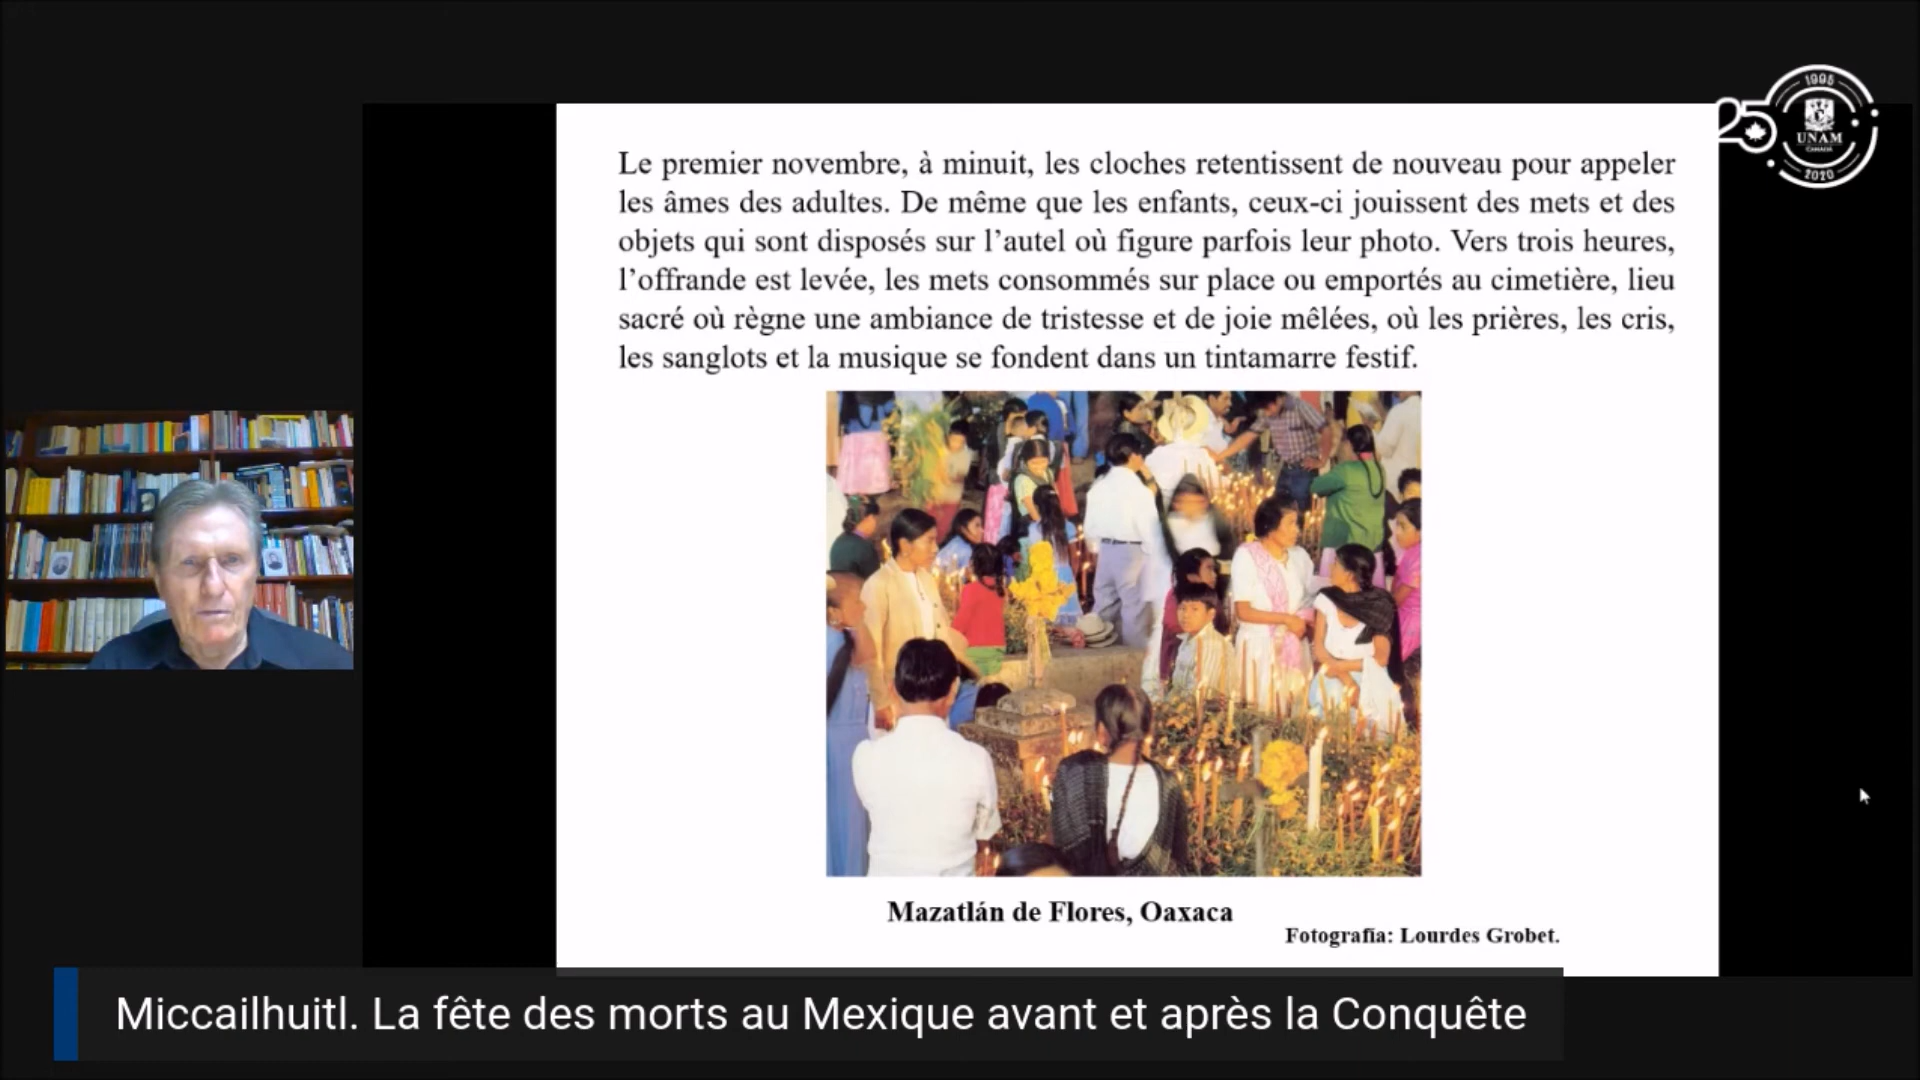 1995
25
UNAM
CANADÁ
2020
Le premier novembre, à minuit, les cloches retentissent de nouveau pour appeler
les âmes des adultes. De même que les enfants, ceux-ci jouissent des mets et des
objets qui sont disposés sur l’autel où figure parfois leur photo. Vers trois heures,
l’offrande est levée, les mets consommés sur place ou emportés au cimetière, lieu
sacré où règne une ambiance de tristesse et de joie mêlées, où les prières, les cris,
les sanglots et la musique se fondent dans un tintamarre festif.
Mazatlán de Flores, Oaxaca
Fotografía: Lourdes Grobet.
Miccailhuitl. La fête des morts au Mexique avant et après la Conquête